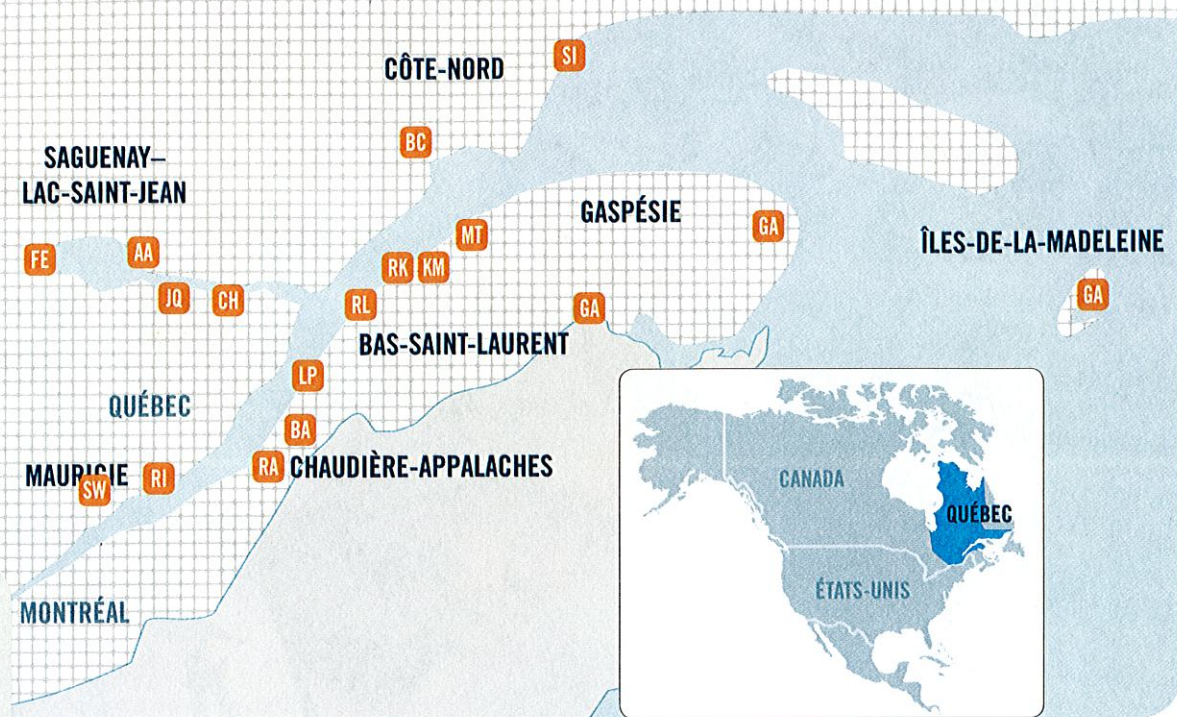 CÔTE-NORD
SI
BC
SAGUENAY–
LAC-SAINT-JEAN
GASPÉSIE
GA
ÎLES-DE-LA-MADELEINE
GA
FE
AA
MT
RK
KM
JQ
CH
RL
GA
BAS-SAINT-LAURENT
LP
QUÉBEC
BA
MAURICIE
SW
RI
RA
CHAUDIÈRE-APPALACHES
MONTRÉAL
CANADA
QUÉBEC
ÉTATS-UNIS